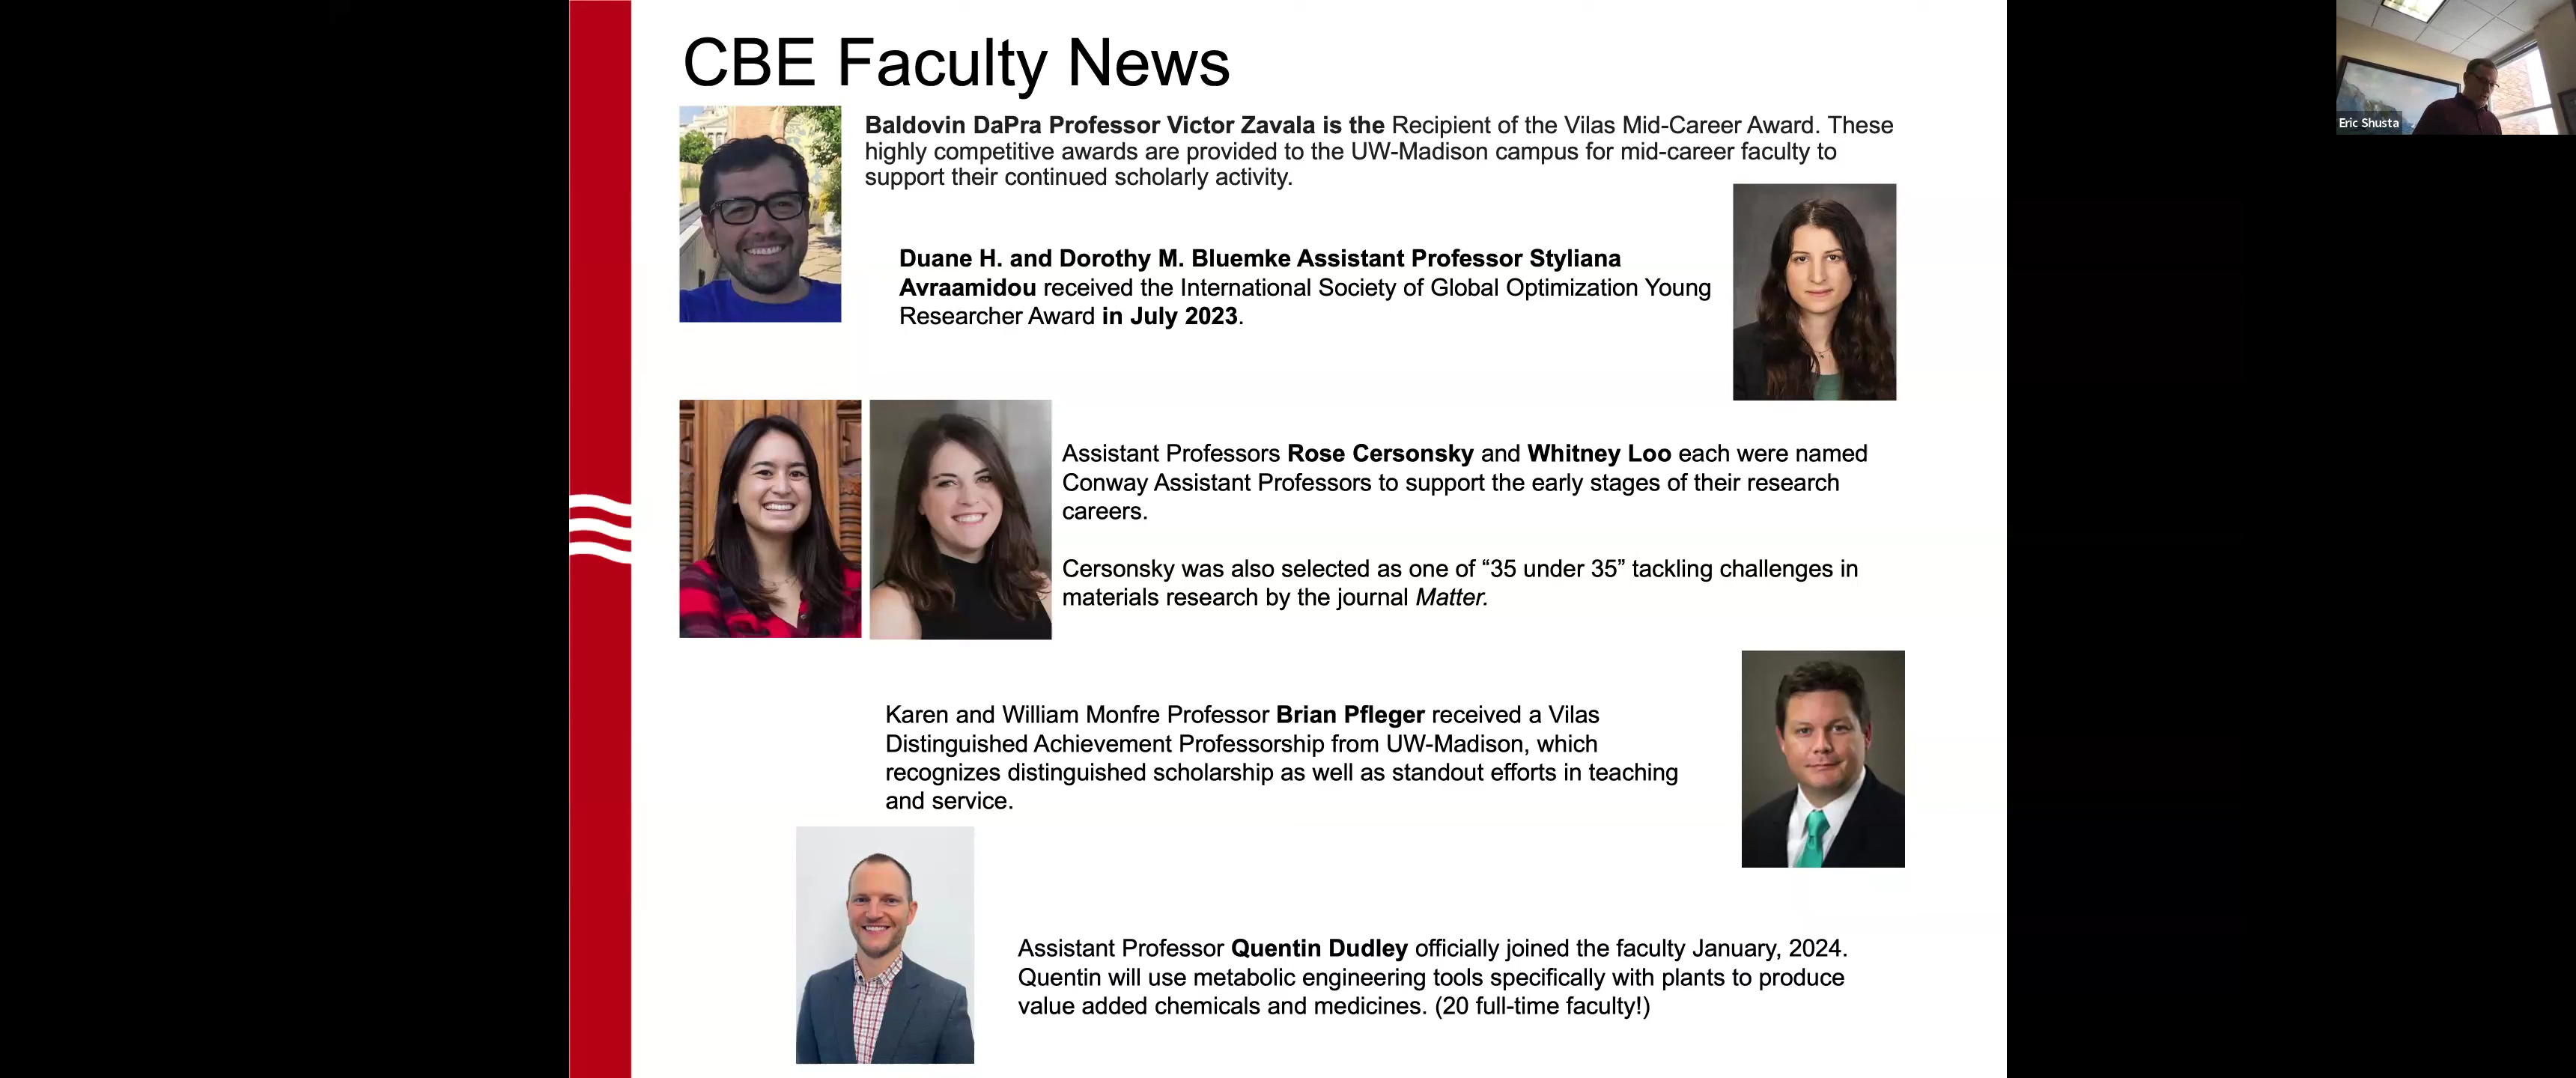 CBE Faculty News
Baldovin DaPra Professor Victor Zavala is the Recipient of the Vilas Mid-Career Award. These
highly competitive awards are provided to the UW-Madison campus for mid-career faculty to
support their continued scholarly activity.
Duane H. and Dorothy M. Bluemke Assistant Professor Styliana
Avraamidou received the International Society of Global Optimization Young
Researcher Award in July 2023.
Assistant Professors Rose Cersonsky and Whitney Loo each were named
Conway Assistant Professors to support the early stages of their research
careers.
Cersonsky was also selected as one of “35 under 35” tackling challenges in
materials research by the journal Matter.
Karen and William Monfre Professor Brian Pfleger received a Vilas
Distinguished Achievement Professorship from UW-Madison, which
recognizes distinguished scholarship as well as standout efforts in teaching
and service.
Assistant Professor Quentin Dudley officially joined the faculty January, 2024.
Quentin will use metabolic engineering tools specifically with plants to produce
value added chemicals and medicines. (20 full-time faculty!)
Eric Shusta